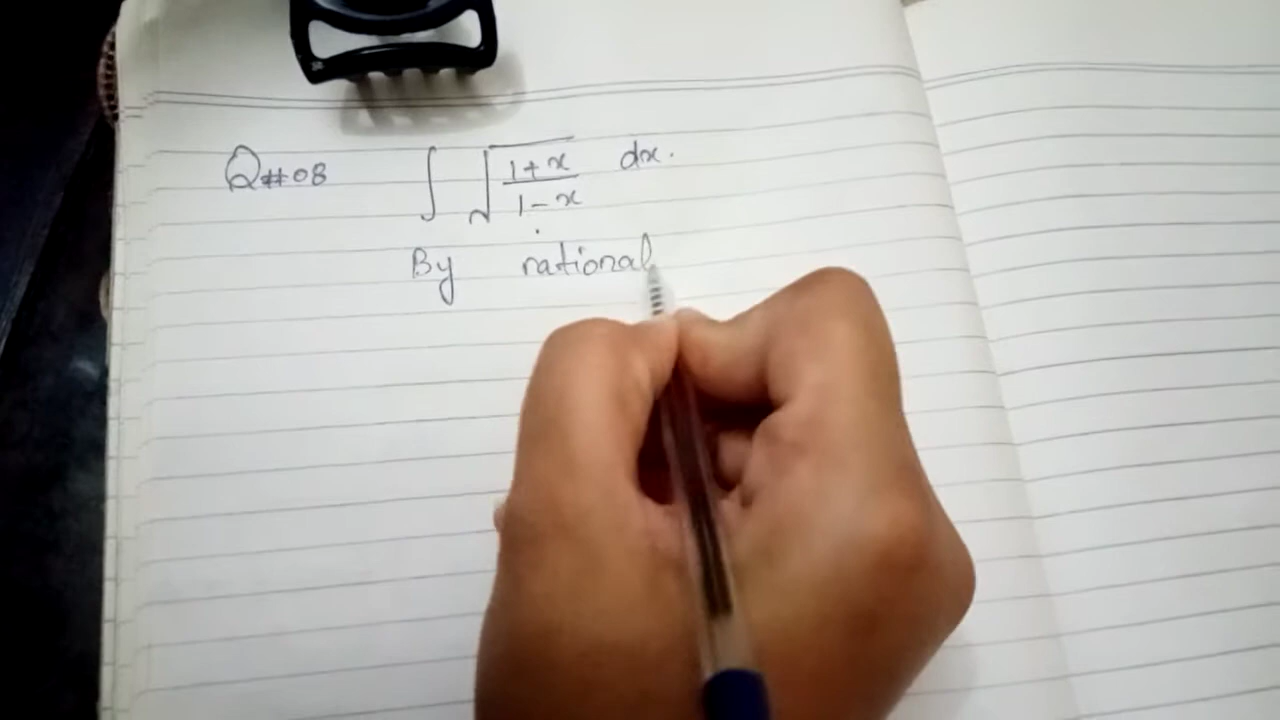 Q#08 ∫ √((1+x)/(1-x)) dx.
By rational